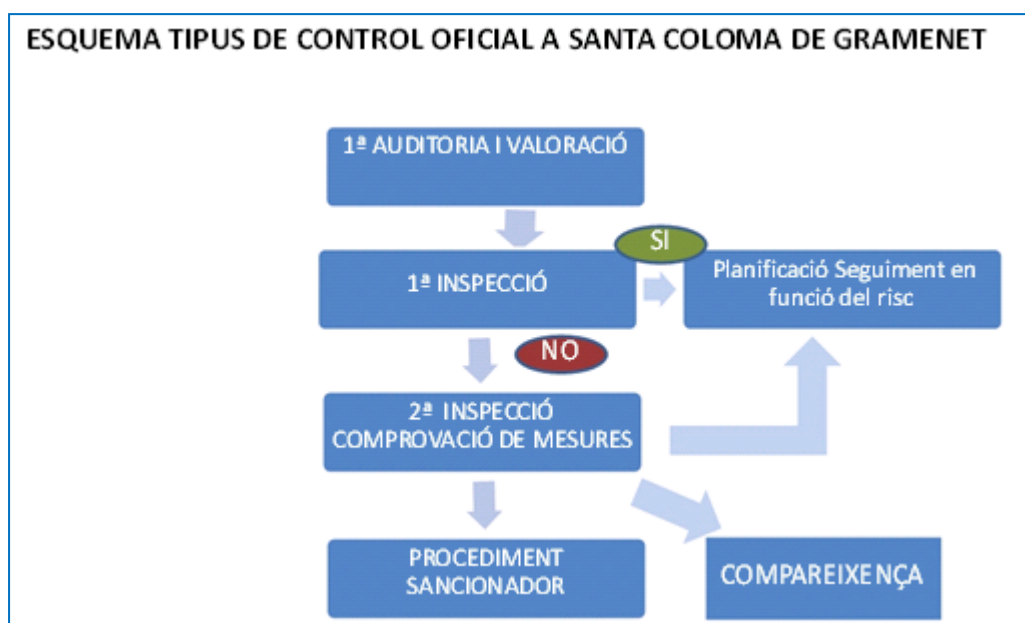 ESQUEMA TIPUS DE CONTROL OFICIAL A SANTA COLOMA DE GRAMENET
1ª AUDITORIA I VALORACIÓ
SI
1ª INSPECCIÓ
Planificació Seguiment en
funció del risc
NO
2ª INSPECCIÓ
COMPROVACIÓ DE MESURES
PROCEDIMENT
SANCIONADOR
COMPAREIXENÇA